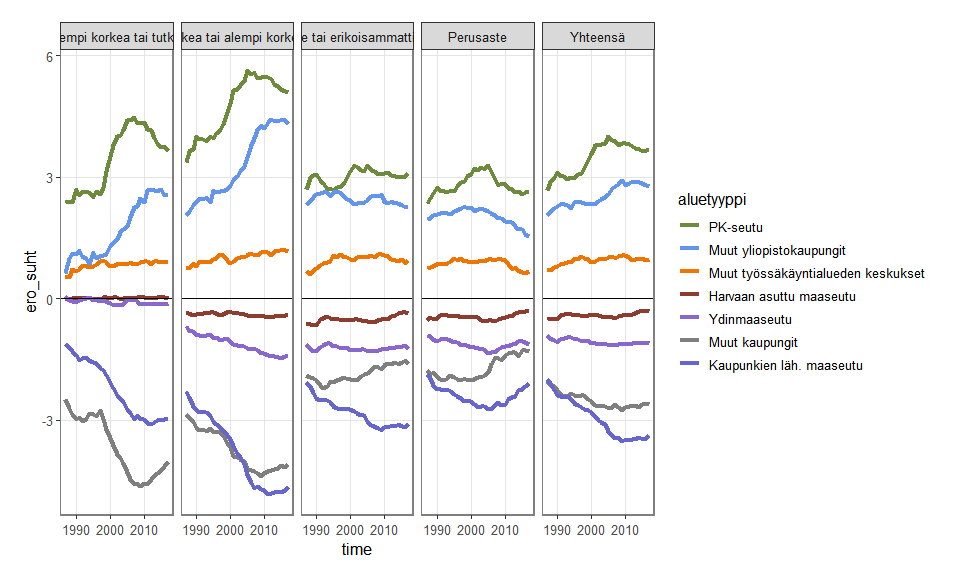 empi korkea tai tutk
kea tai alempi korke
e tai erikoisammatti
Perusaste
Yhteensä
6
3
0
-3
ero_suht
1990 2000 2010
1990 2000 2010
1990 2000 2010
1990 2000 2010
1990 2000 2010
time
aluetyyppi
PK-seutu
Muut yliopistokaupungit
Muut työssäkäyntialueden keskukset
Harvaan asuttu maaseutu
Ydinmaaseutu
Muut kaupungit
Kaupunkien läh. maaseutu